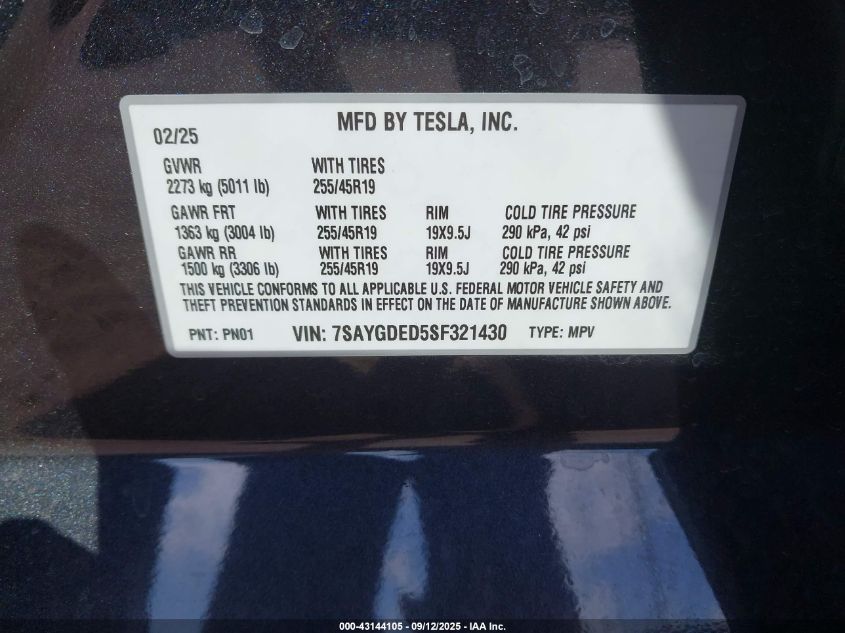 02/25 MFD BY TESLA, INC.
GVWR WITH TIRES
2273 kg (5011 lb) 255/45R19
GAWR FRT WITH TIRES RIM COLD TIRE PRESSURE
1363 kg (3004 lb) 255/45R19 19X9.5J 290 kPa, 42 psi
GAWR RR WITH TIRES RIM COLD TIRE PRESSURE
1500 kg (3306 lb) 255/45R19 19X9.5J 290 kPa, 42 psi
THIS VEHICLE CONFORMS TO ALL APPLICABLE U.S. FEDERAL MOTOR VEHICLE SAFETY AND
THEFT PREVENTION STANDARDS IN EFFECT ON THE DATE OF MANUFACTURE SHOWN ABOVE.
PNT: PN01 VIN: 7SAYGDED5SF321430 TYPE: MPV
000-43144105 - 09/12/2025 - IAA Inc.